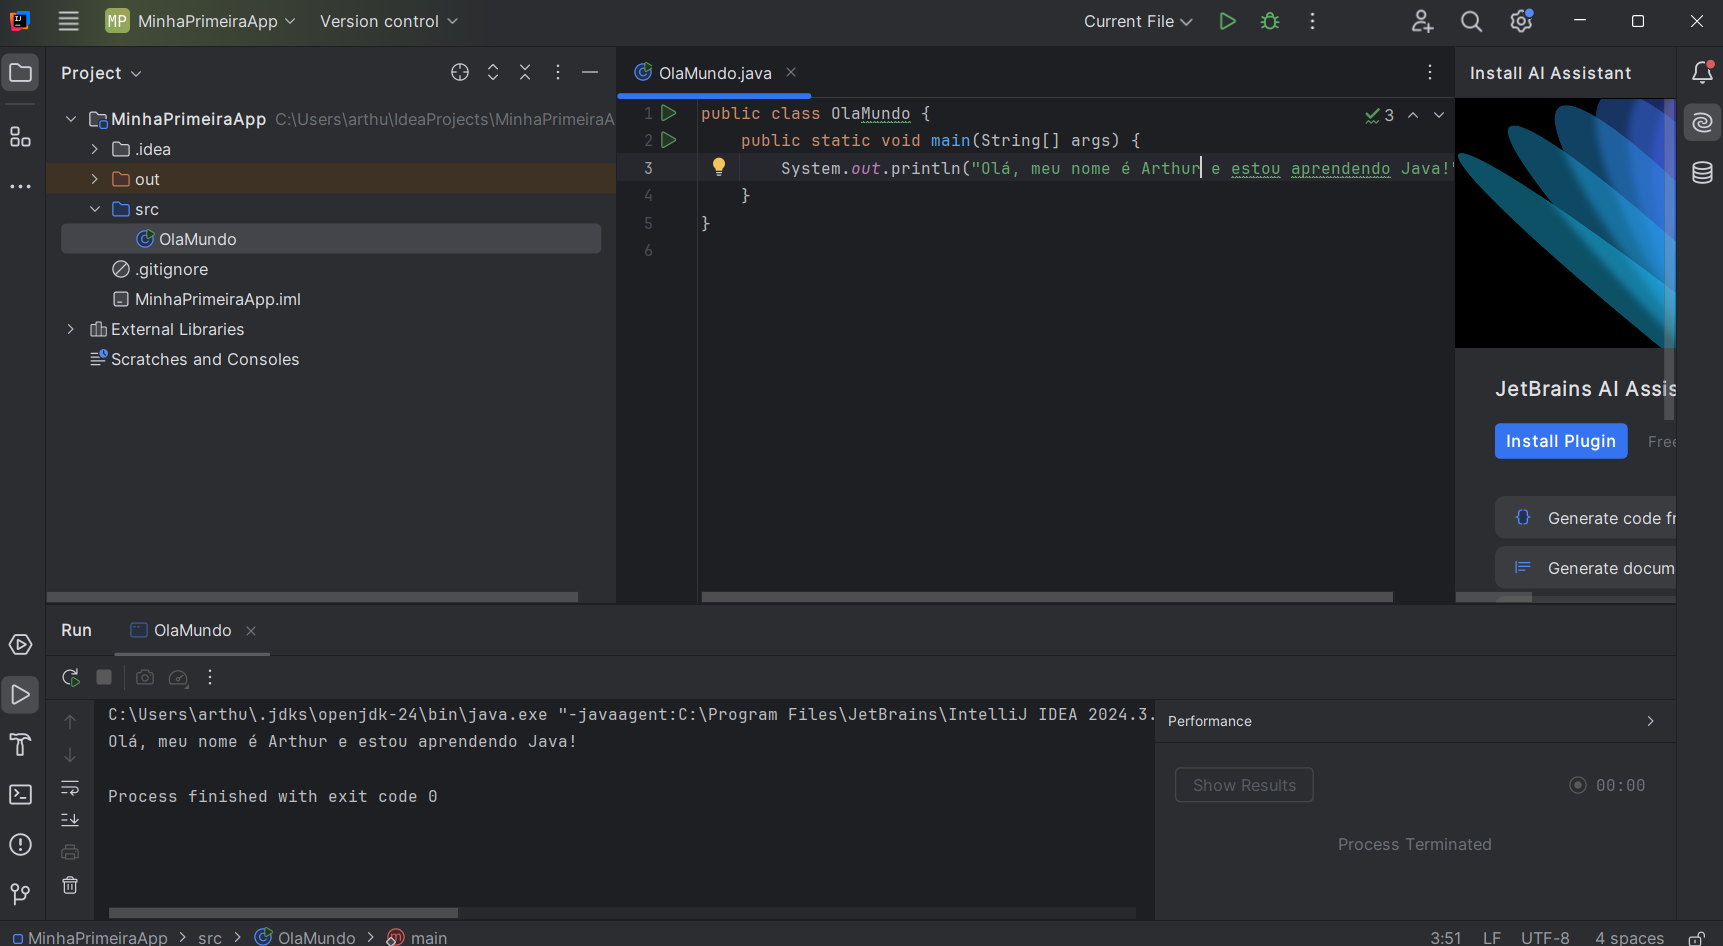 MP MinhaPrimeiraApp Version control Current File
Project
OlaMundo.java
Install AI Assistant
MinhaPrimeiraApp C:\Users\arthu\IdeaProjects\MinhaPrimeiraA
.idea
out
src
OlaMundo
.gitignore
MinhaPrimeiraApp.iml
External Libraries
Scratches and Consoles
1 public class OlaMundo {
3
2 public static void main(String[] args) {
3 System.out.println("Olá, meu nome é Arthur e estou aprendendo Java!"
4 }
5 }
6
JetBrains AI Assis
Install Plugin Free
Generate code fr
Generate docum
Run OlaMundo
C:\Users\arthu\.jdks\openjdk-24\bin\java.exe "-javaagent:C:\Program Files\JetBrains\IntelliJ IDEA 2024.3.
Olá, meu nome é Arthur e estou aprendendo Java!
Process finished with exit code 0
Performance
Show Results 00:00
Process Terminated
MinhaPrimeiraApp > src > OlaMundo > main 3:51 LF UTF-8 4 spaces